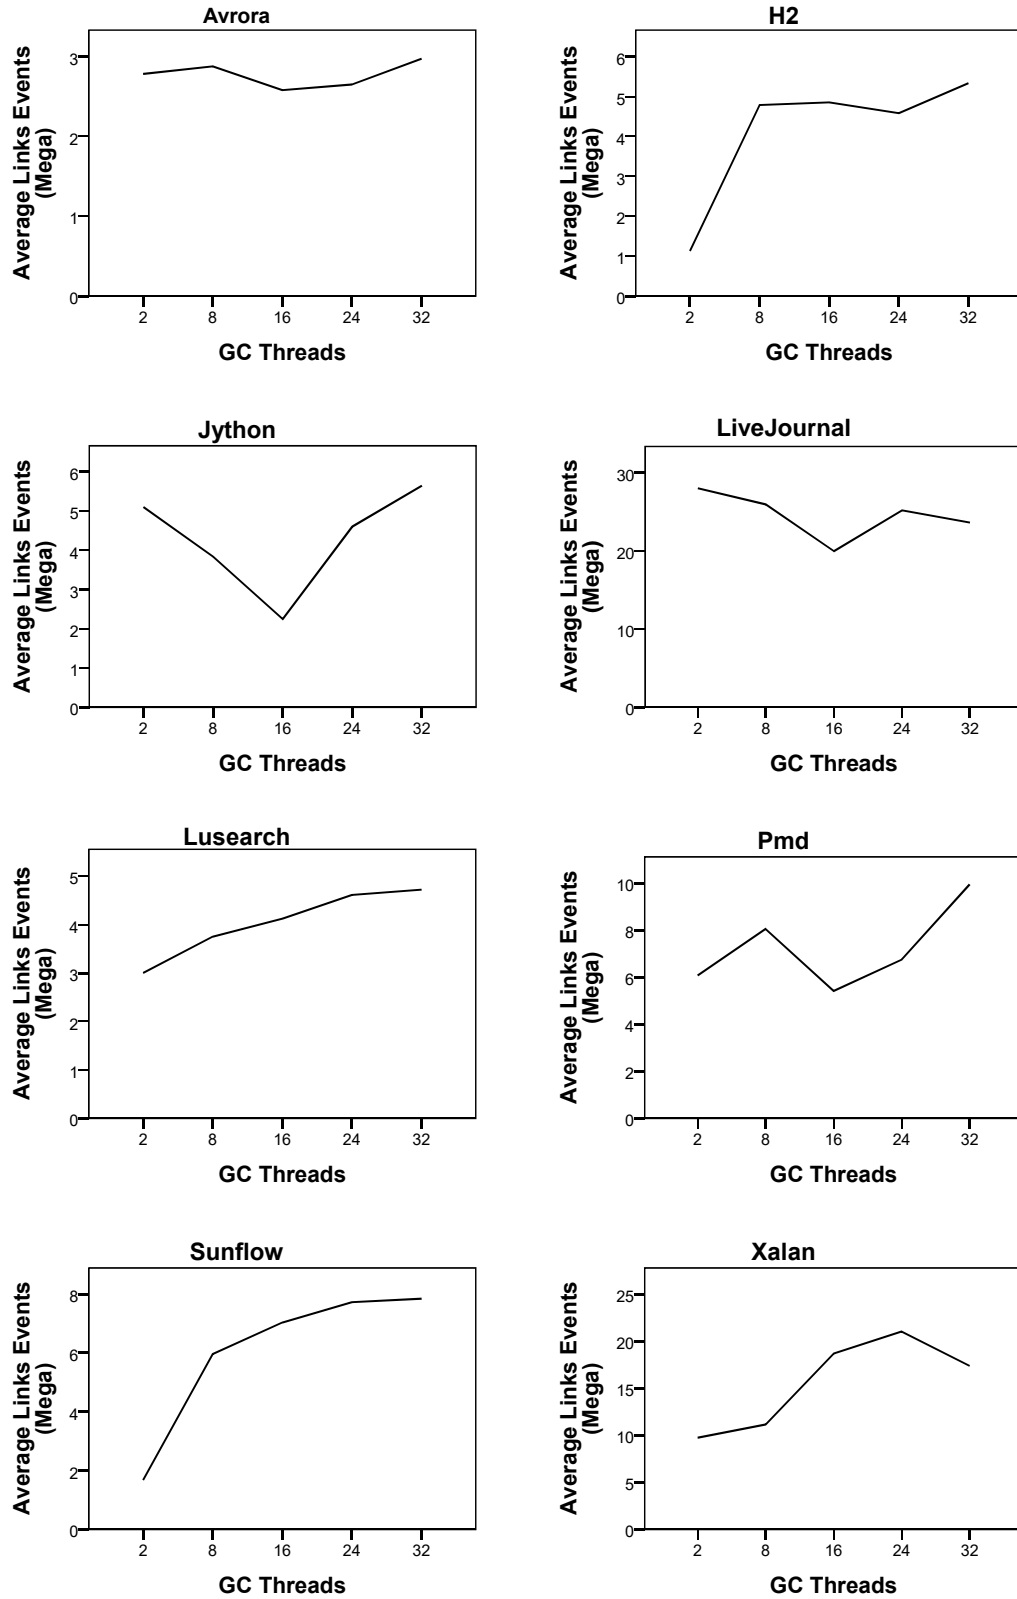 Avrora
Average Links Events
(Mega)
3
2
1
0
2 8 16 24 32
GC Threads
H2
Average Links Events
(Mega)
6
5
4
3
2
1
0
2 8 16 24 32
GC Threads
Jython
Average Links Events
(Mega)
6
5
4
3
2
1
0
2 8 16 24 32
GC Threads
LiveJournal
Average Links Events
(Mega)
30
20
10
0
2 8 16 24 32
GC Threads
Lusearch
Average Links Events
(Mega)
5
4
3
2
1
0
2 8 16 24 32
GC Threads
Pmd
Average Links Events
(Mega)
10
8
6
4
2
0
2 8 16 24 32
GC Threads
Sunflow
Average Links Events
(Mega)
8
6
4
2
0
2 8 16 24 32
GC Threads
Xalan
Average Links Events
(Mega)
25
20
15
10
5
0
2 8 16 24 32
GC Threads